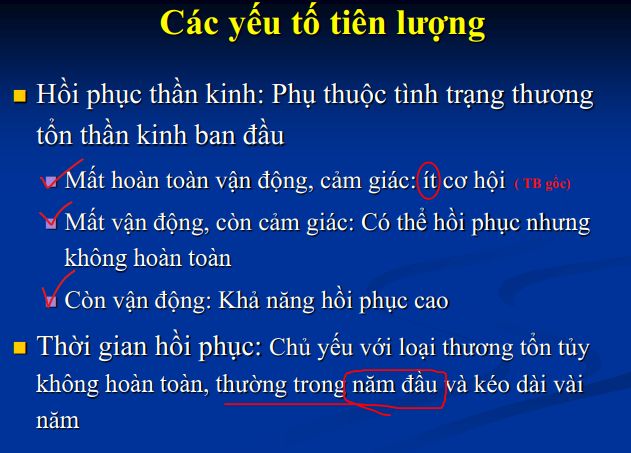 Các yếu tố tiên lượng
Hồi phục thần kinh: Phụ thuộc tình trạng thương
tổn thần kinh ban đầu
Mất hoàn toàn vận động, cảm giác: ít cơ hội ( TB gốc)
Mất vận động, còn cảm giác: Có thể hồi phục nhưng
không hoàn toàn
Còn vận động: Khả năng hồi phục cao
Thời gian hồi phục: Chủ yếu với loại thương tổn tủy
không hoàn toàn, thường trong năm đầu và kéo dài vài
năm